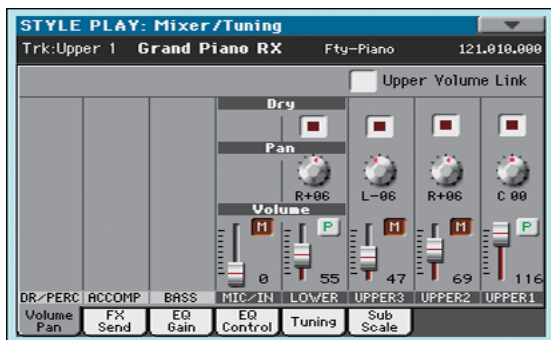 STYLE PLAY: Mixer/Tuning
Trk:Upper 1 Grand Piano RX Fty-Piano 121.010.000
Upper Volume Link
Dry
Pan
R+06 L-06 R+06 C 00
Volume
M P M M P
0 55 47 69 116
DR/PERC ACCOMP BASS MIC/IN LOWER UPPER3 UPPER2 UPPER1
Volume Pan FX Send EQ Gain EQ Control Tuning Sub Scale